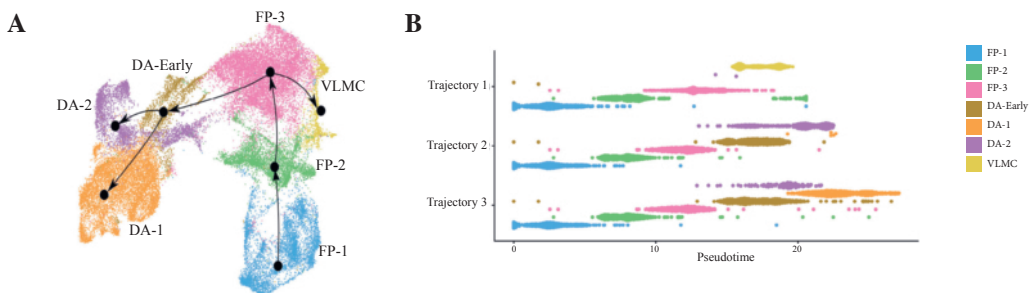 A
FP-3
DA-Early
VLMC
DA-2
FP-2
DA-1
FP-1
B
Trajectory 1
Trajectory 2
Trajectory 3
0
10
20
Pseudotime
FP-1
FP-2
FP-3
DA-Early
DA-1
DA-2
VLMC